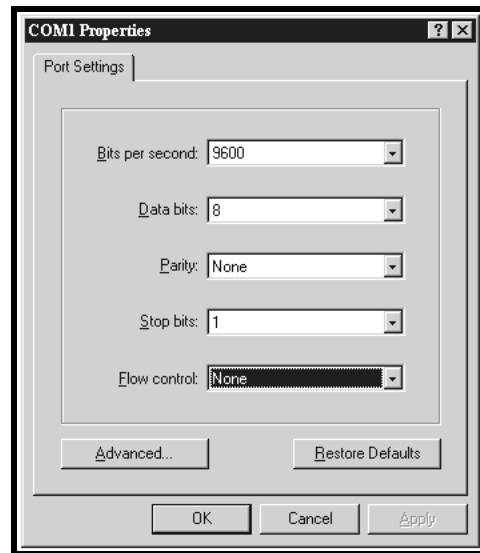 COM1 Properties
? X
Port Settings
Bits per second: 9600
Data bits: 8
Parity: None
Stop bits: 1
Flow control: None
Advanced... Restore Defaults
OK Cancel Apply